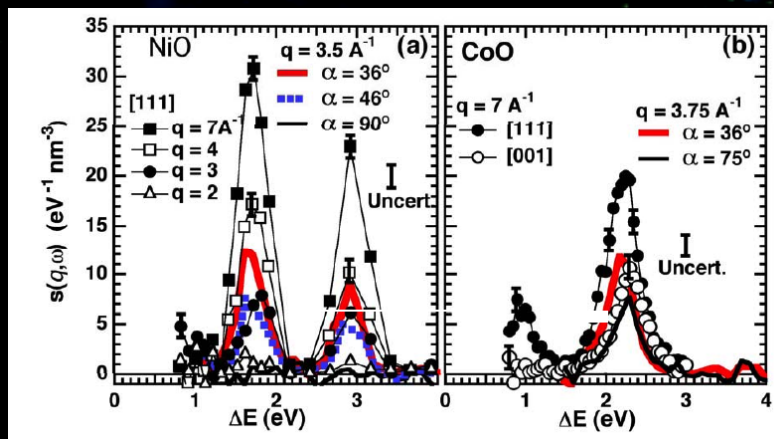 35
30
25
20
15
10
5
0
s(q,ω) (eV⁻¹ nm⁻³)
NiO
(a)
q = 3.5 A⁻¹
α = 36°
α = 46°
α = 90°
[111]
q = 7A⁻¹
q = 4
q = 3
q = 2
Uncert.
0 1 2 3
ΔE (eV)
CoO
(b)
q = 7 A⁻¹
[111]
[001]
q = 3.75 A⁻¹
α = 36°
α = 75°
Uncert.
0 1 2 3 4
ΔE (eV)